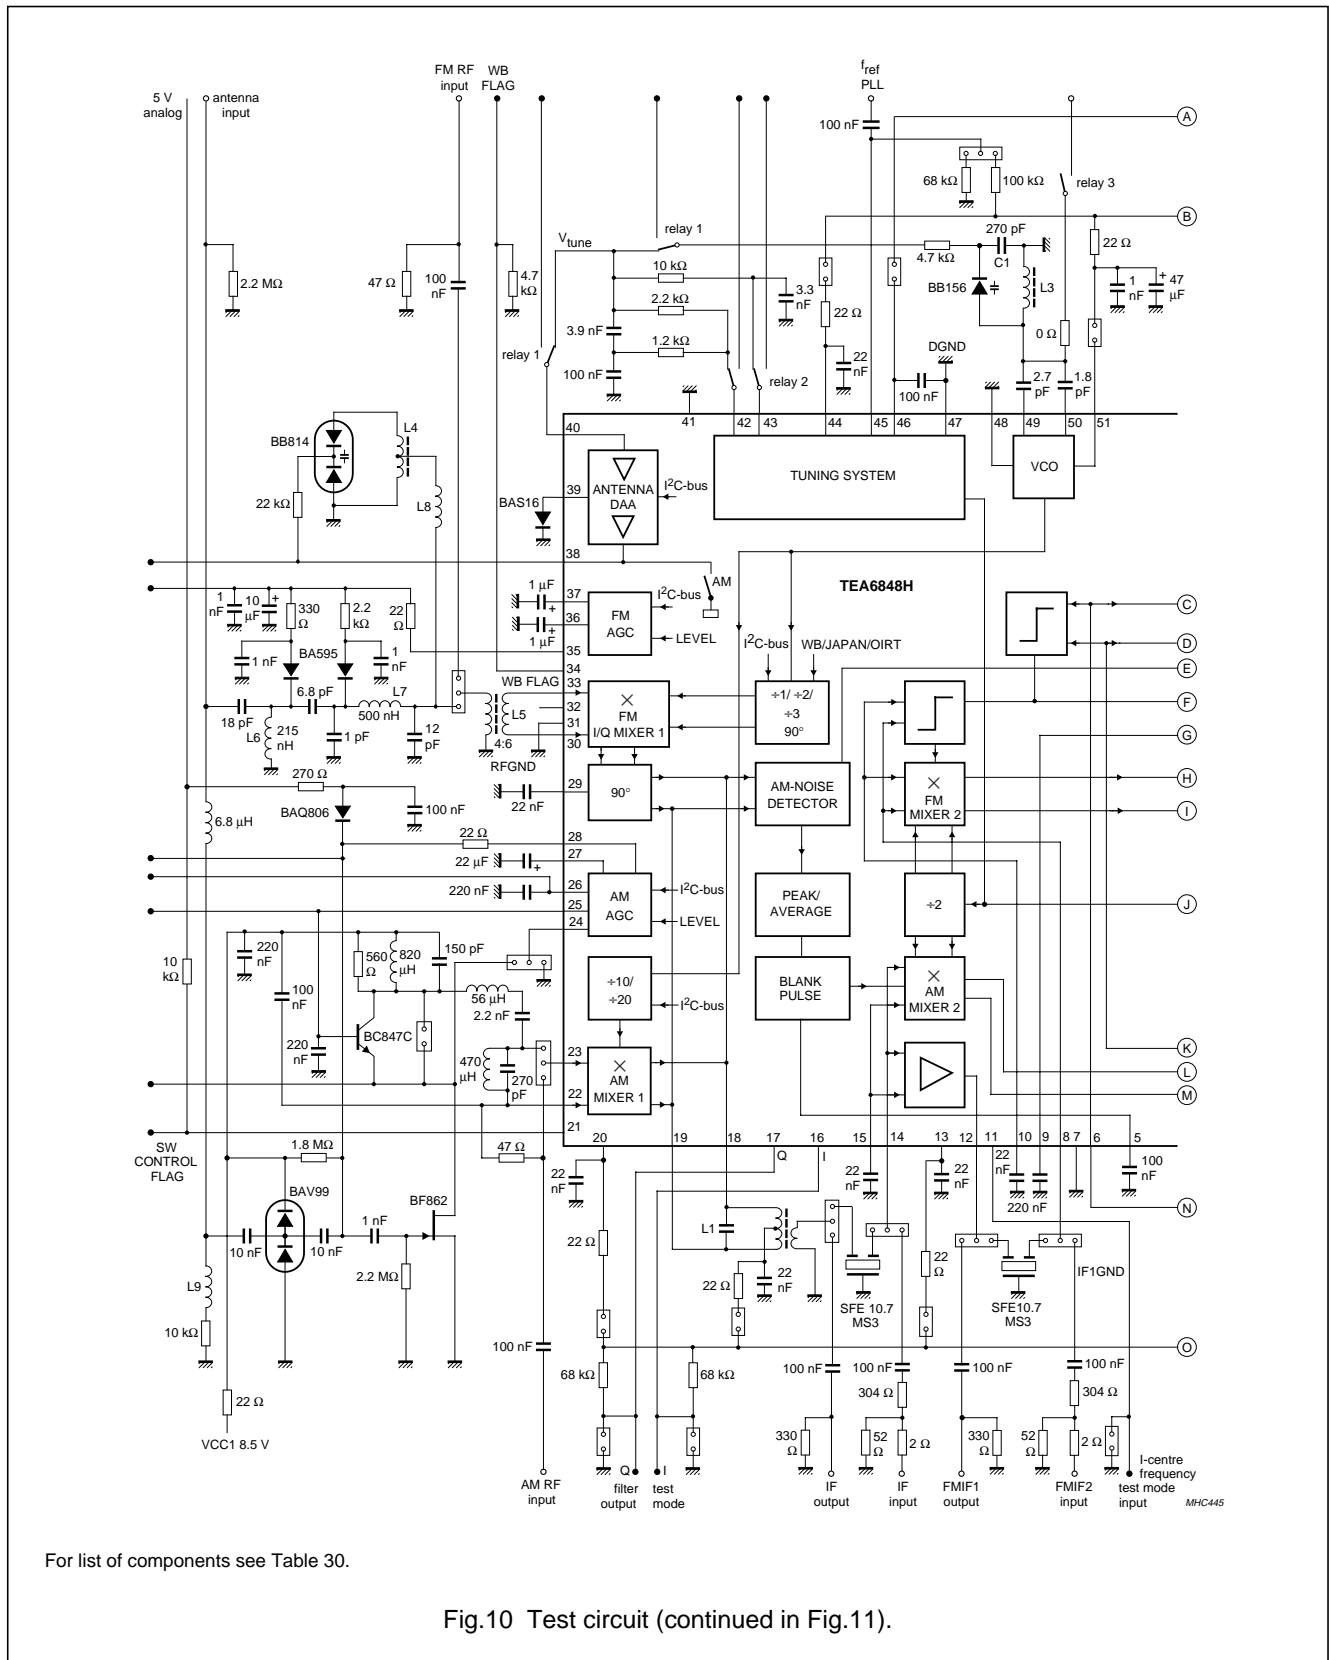 FM RF
input
WB
FLAG
fref
PLL
5 V
analog
antenna
input
100 nF
A
68 kΩ
100 kΩ
relay 3
B
Vtune
relay 1
270 pF
C1
22 Ω
2.2 MΩ
47 Ω
100
nF
4.7
kΩ
10 kΩ
3.3
nF
4.7 kΩ
BB156
L3
1
nF
+
47
μF
2.2 kΩ
22 Ω
3.9 nF
1.2 kΩ
0 Ω
relay 1
100 nF
relay 2
22
nF
DGND
100 nF
2.7
pF
1.8
pF
41
42
43
44
45
46
47
48
49
50
51
BB814
L4
40
TUNING SYSTEM
VCO
ANTENNA
DAA
I2C-bus
39
BAS16
22 kΩ
L8
38
AM
TEA6848H
1
nF
10
μF
+
330
Ω
2.2
kΩ
22
Ω
1 μF
+
37
36
1 μF
+
FM
AGC
I2C-bus
LEVEL
C
D
35
1 nF
BA595
1
nF
34
I2C-bus
WB/JAPAN/OIRT
E
WB FLAG
33
32
31
30
FM
I/Q MIXER 1
÷1/ ÷2/
÷3
90°
F
6.8 pF
L7
500 nH
18 pF
L6
215
nH
1 pF
12
pF
L5
4:6
RFGND
G
270 Ω
29
22 nF
90°
AM-NOISE
DETECTOR
FM
MIXER 2
H
I
6.8 μH
BAQ806
100 nF
22 Ω
28
22 μF
+
27
220 nF
26
25
24
AM
AGC
I2C-bus
LEVEL
PEAK/
AVERAGE
÷2
J
10
kΩ
220
nF
560
Ω
820
μH
150 pF
100
nF
56 μH
2.2 nF
÷10/
÷20
I2C-bus
BLANK
PULSE
AM
MIXER 2
BC847C
220
nF
470
μH
270
pF
23
22
AM
MIXER 1
K
L
M
21
SW
CONTROL
FLAG
1.8 MΩ
47 Ω
20
19
18
17
16
15
14
13
12
11
10
9
8
7
6
5
Q
I
22
nF
22
nF
22
nF
22
nF
220 nF
100
nF
BAV99
BF862
N
10 nF
10 nF
1 nF
2.2 MΩ
L9
10 kΩ
22 Ω
L1
22 Ω
22
nF
22
Ω
IF1GND
SFE 10.7
MS3
SFE10.7
MS3
100 nF
O
68 kΩ
68 kΩ
100 nF
100 nF
100 nF
100 nF
22 Ω
304 Ω
304 Ω
VCC1 8.5 V
330
Ω
52
Ω
2 Ω
330
Ω
52
Ω
2 Ω
AM RF
input
Q
filter
output
I
test
mode
IF
output
IF
input
FMIF1
output
FMIF2
input
I-centre
frequency
test mode
input
MHC445
For list of components see Table 30.
Fig.10 Test circuit (continued in Fig.11).